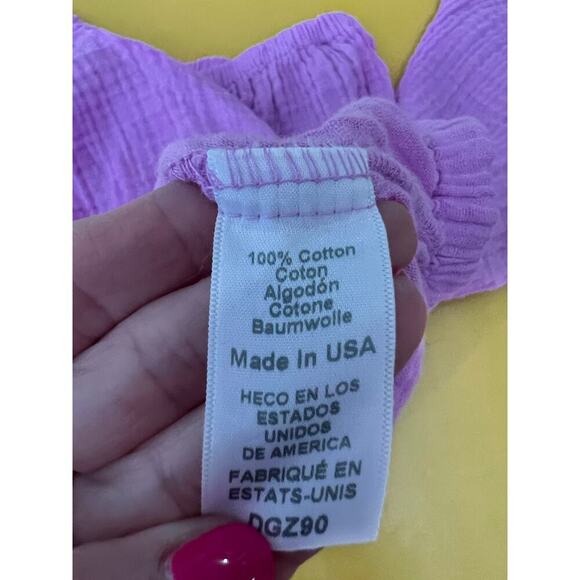 100% Cotton
Coton
Algodón
Cotone
Baumwolle
Made In USA
HECO EN LOS
ESTADOS
UNIDOS
DE AMERICA
FABRIQUÉ EN
ESTATS-UNIS
DGZ90